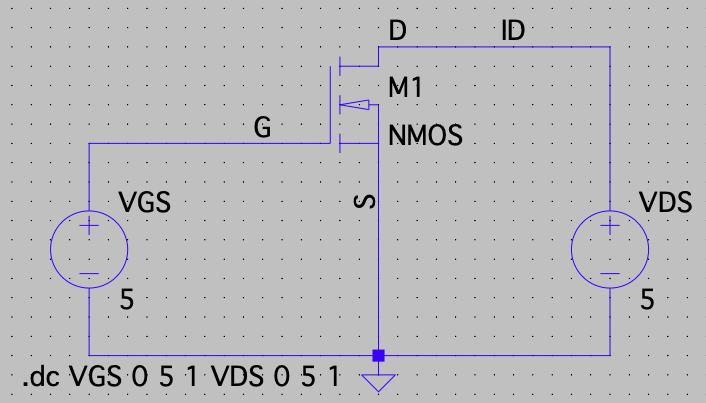 D
ID
M1
G
NMOS
VGS
S
VDS
5
5
.dc VGS 0 5 1 VDS 0 5 1